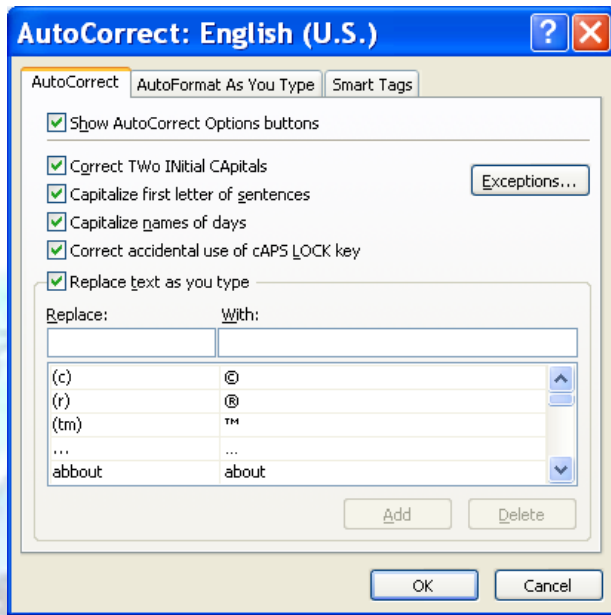 AutoCorrect: English (U.S.)
?
AutoCorrect AutoFormat As You Type Smart Tags
Show AutoCorrect Options buttons
Correct TWo INitial CApitals
Exceptions...
Capitalize first letter of sentences
Capitalize names of days
Correct accidental use of cAPS LOCK key
Replace text as you type
Replace: With:
(c) ©
(r) ®
(tm) ™
... …
abbout about
Add Delete
OK Cancel